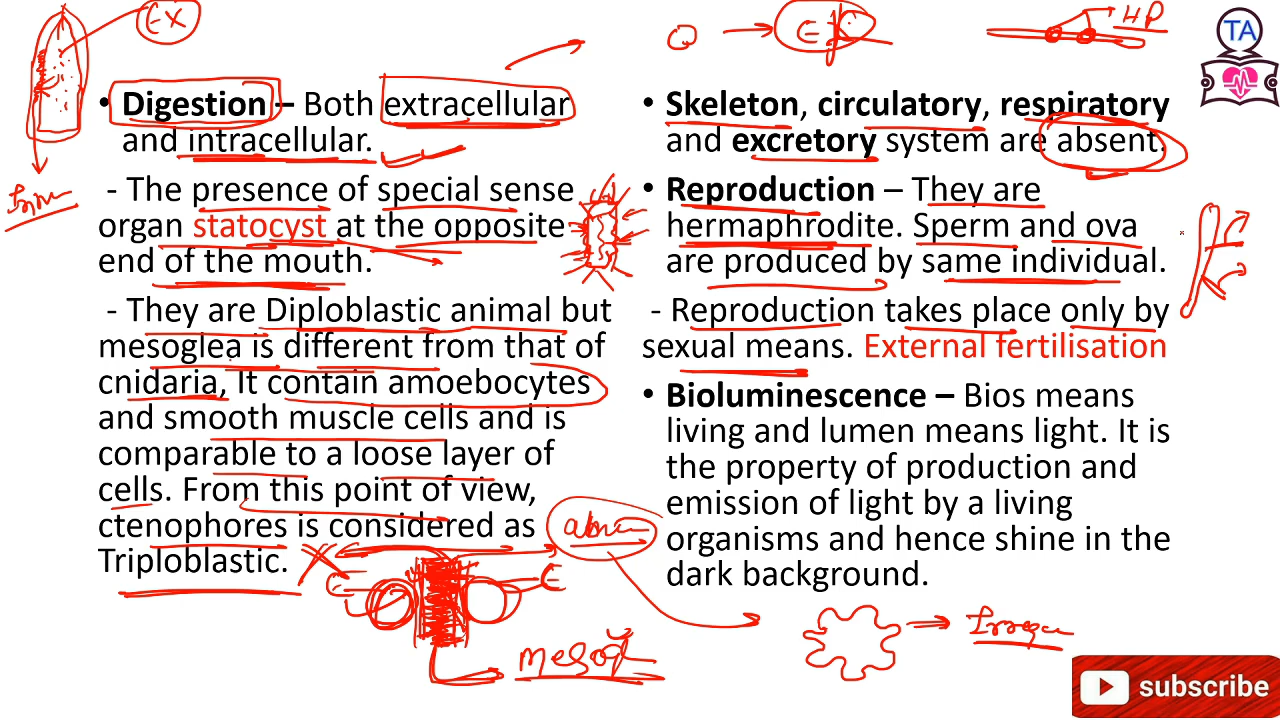 EX
HP
TA
• Digestion – Both extracellular
and intracellular.
- The presence of special sense
organ statocyst at the opposite
end of the mouth.
- They are Diploblastic animal but
mesoglea is different from that of
cnidaria, It contain amoebocytes
and smooth muscle cells and is
comparable to a loose layer of
cells. From this point of view,
ctenophores is considered as
Triploblastic.
• Skeleton, circulatory, respiratory
and excretory system are absent.
• Reproduction – They are
hermaphrodite. Sperm and ova
are produced by same individual.
- Reproduction takes place only by
sexual means. External fertilisation
• Bioluminescence – Bios means
living and lumen means light. It is
the property of production and
emission of light by a living
organisms and hence shine in the
dark background.
subscribe